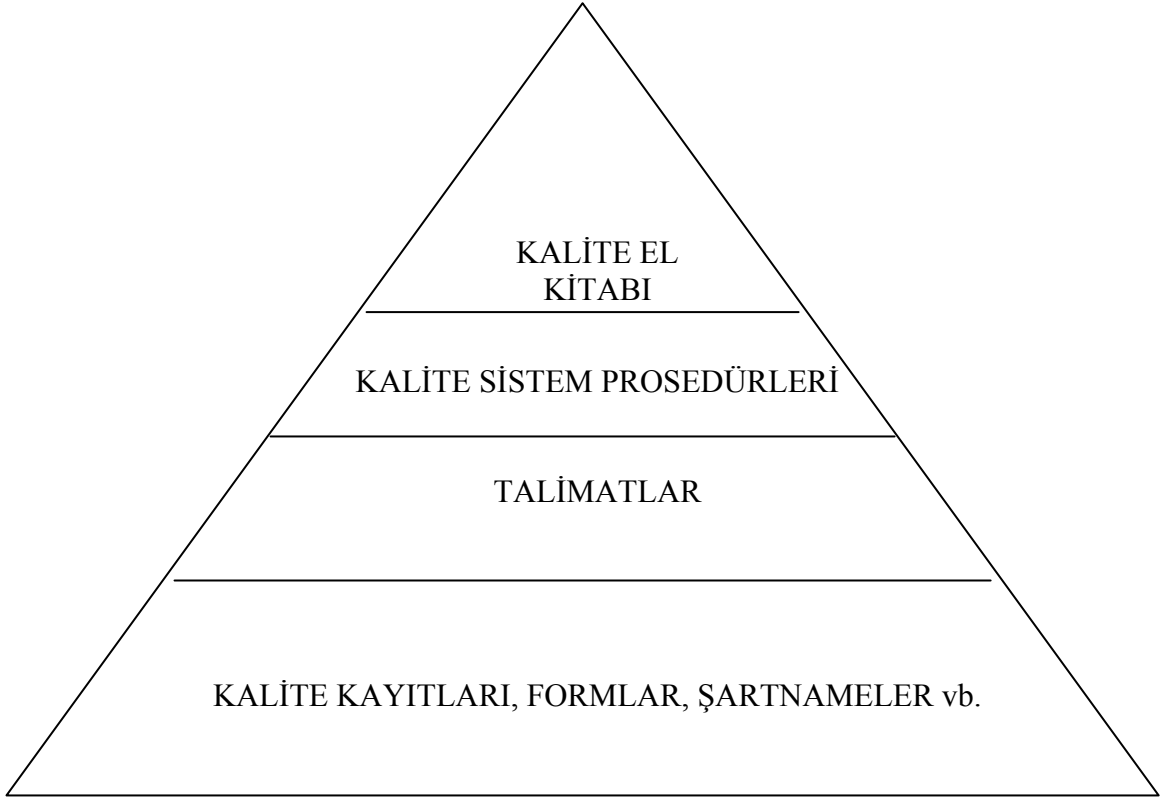 KALİTE EL
KİTABI
KALİTE SİSTEM PROSEDÜRLERİ
TALİMATLAR
KALİTE KAYITLARI, FORMLAR, ŞARTNAMELER vb.